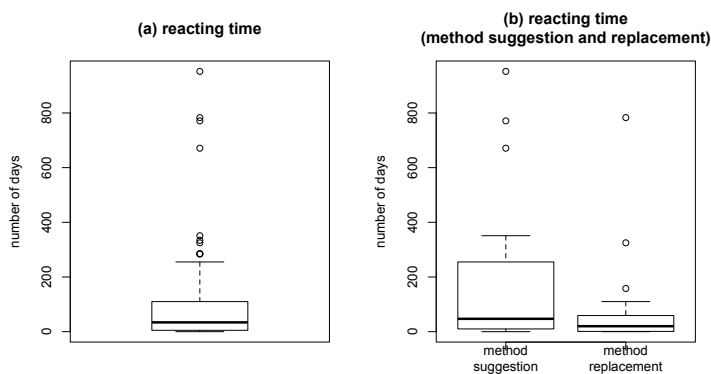 (a) reacting time
number of days
800
600
400
200
0
(b) reacting time
(method suggestion and replacement)
number of days
800
600
400
200
0
method
suggestion
method
replacement